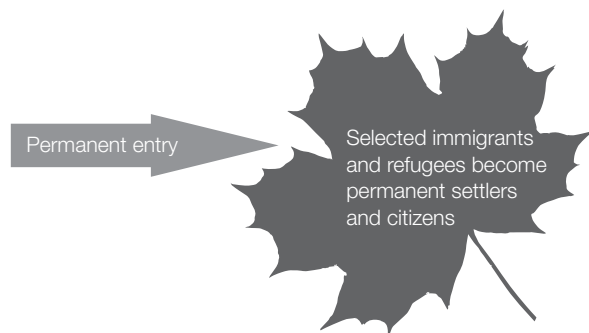 Permanent entry
Selected immigrants
and refugees become
permanent settlers
and citizens